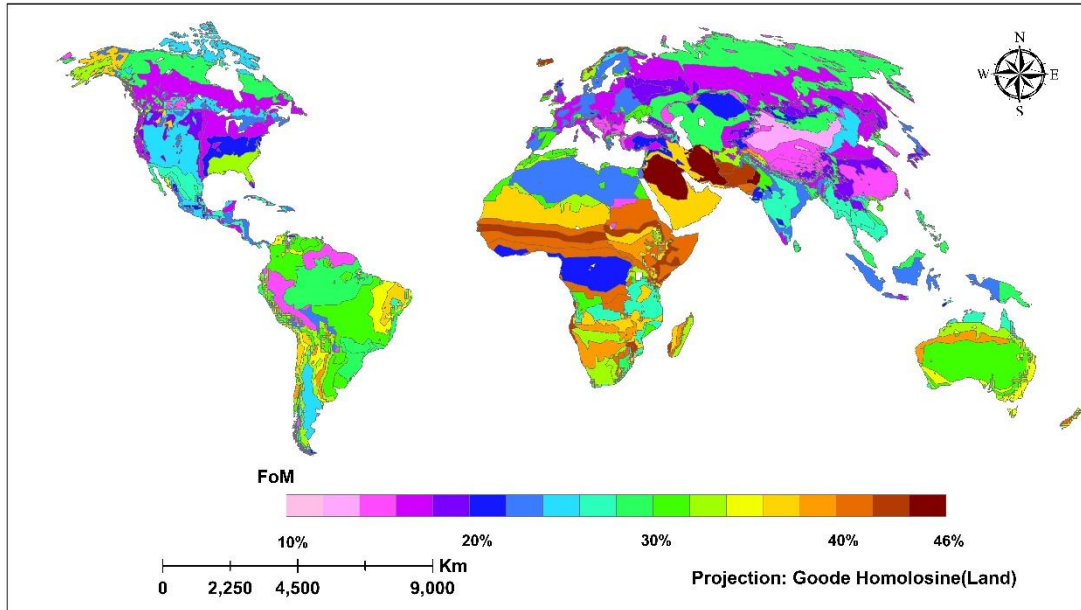 N
W E
S
FoM
10% 20% 30% 40% 46%
Km
0 2,250 4,500 9,000
Projection: Goode Homolosine(Land)